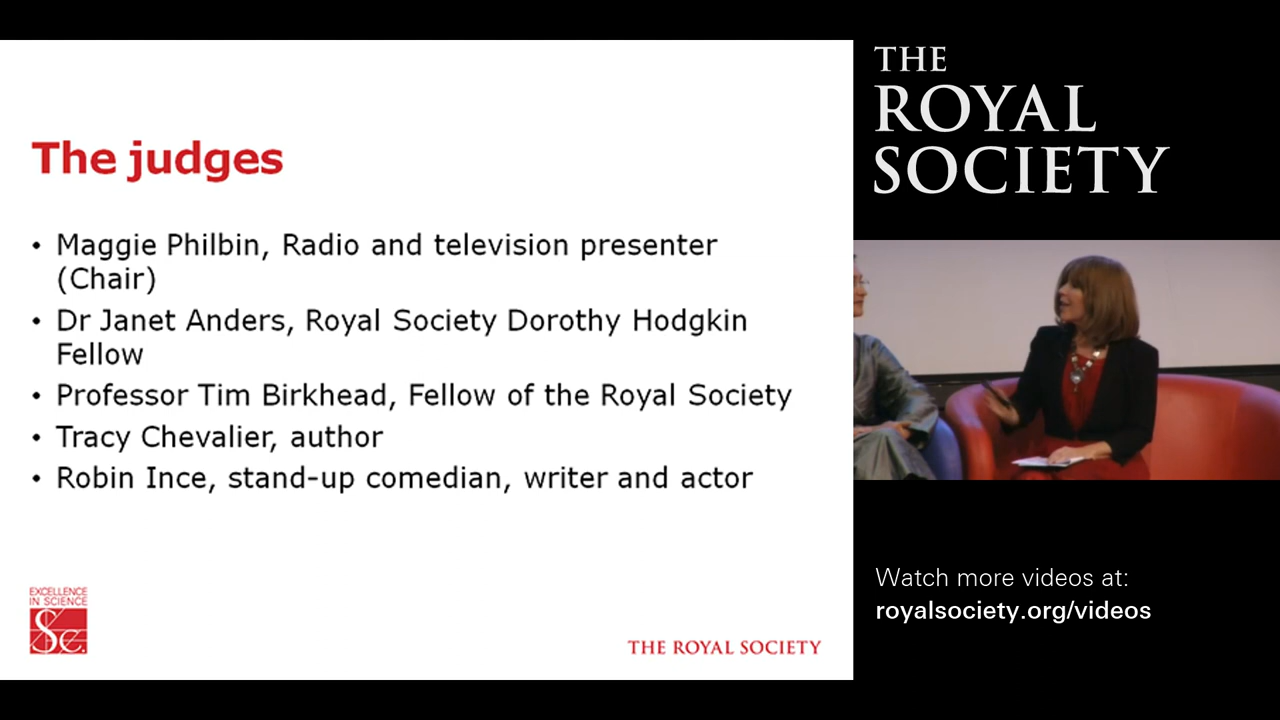 The judges
• Maggie Philbin, Radio and television presenter
(Chair)
• Dr Janet Anders, Royal Society Dorothy Hodgkin
Fellow
• Professor Tim Birkhead, Fellow of the Royal Society
• Tracy Chevalier, author
• Robin Ince, stand-up comedian, writer and actor
EXCELLENCE
IN SCIENCE
Sc.
THE ROYAL SOCIETY
THE
ROYAL
SOCIETY
Watch more videos at:
royalsociety.org/videos